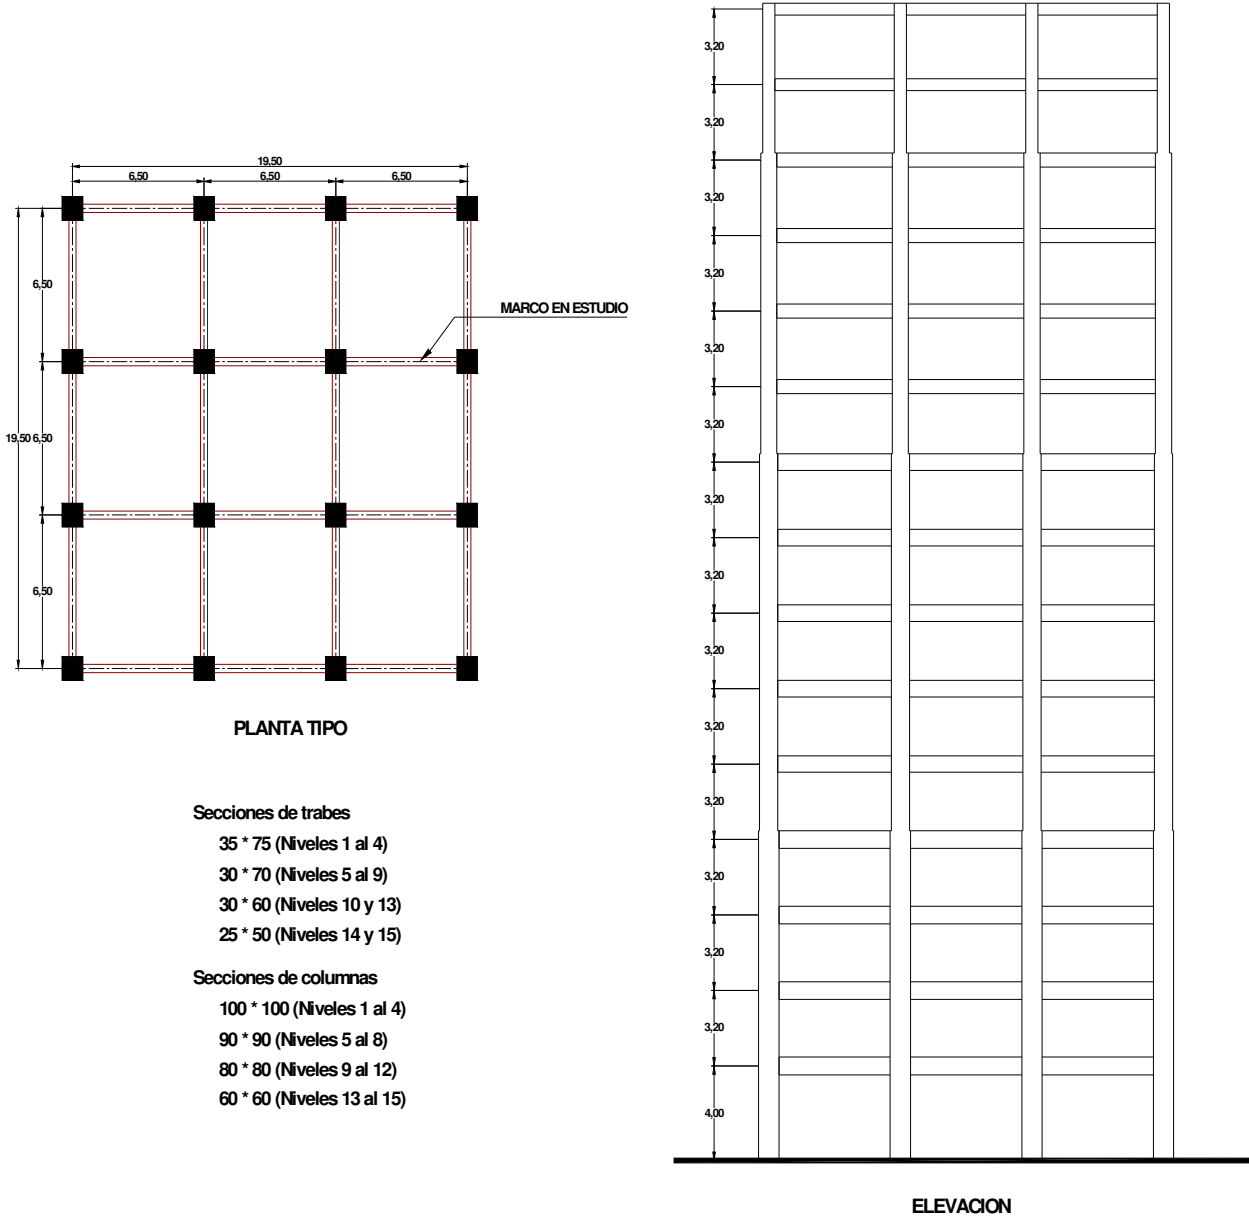 19,50
6,50
6,50
6,50
6,50
MARCO EN ESTUDIO
19,50
6,50
6,50
PLANTA TIPO
Secciones de trabes
35 * 75 (Niveles 1 al 4)
30 * 70 (Niveles 5 al 9)
30 * 60 (Niveles 10 y 13)
25 * 50 (Niveles 14 y 15)
Secciones de columnas
100 * 100 (Niveles 1 al 4)
90 * 90 (Niveles 5 al 8)
80 * 80 (Niveles 9 al 12)
60 * 60 (Niveles 13 al 15)
3,20
3,20
3,20
3,20
3,20
3,20
3,20
3,20
3,20
3,20
3,20
3,20
3,20
3,20
4,00
ELEVACION